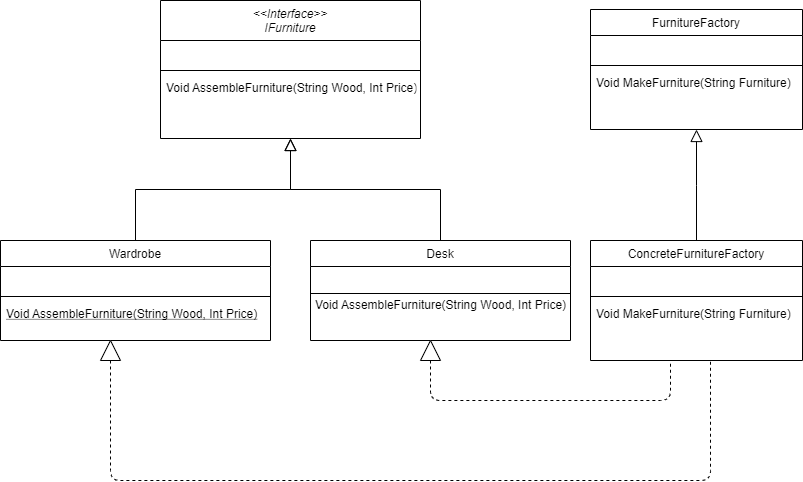 <<Interface>>
IFurniture
Void AssembleFurniture(String Wood, Int Price)
FurnitureFactory
Void MakeFurniture(String Furniture)
Wardrobe
Void AssembleFurniture(String Wood, Int Price)
Desk
Void AssembleFurniture(String Wood, Int Price)
ConcreteFurnitureFactory
Void MakeFurniture(String Furniture)